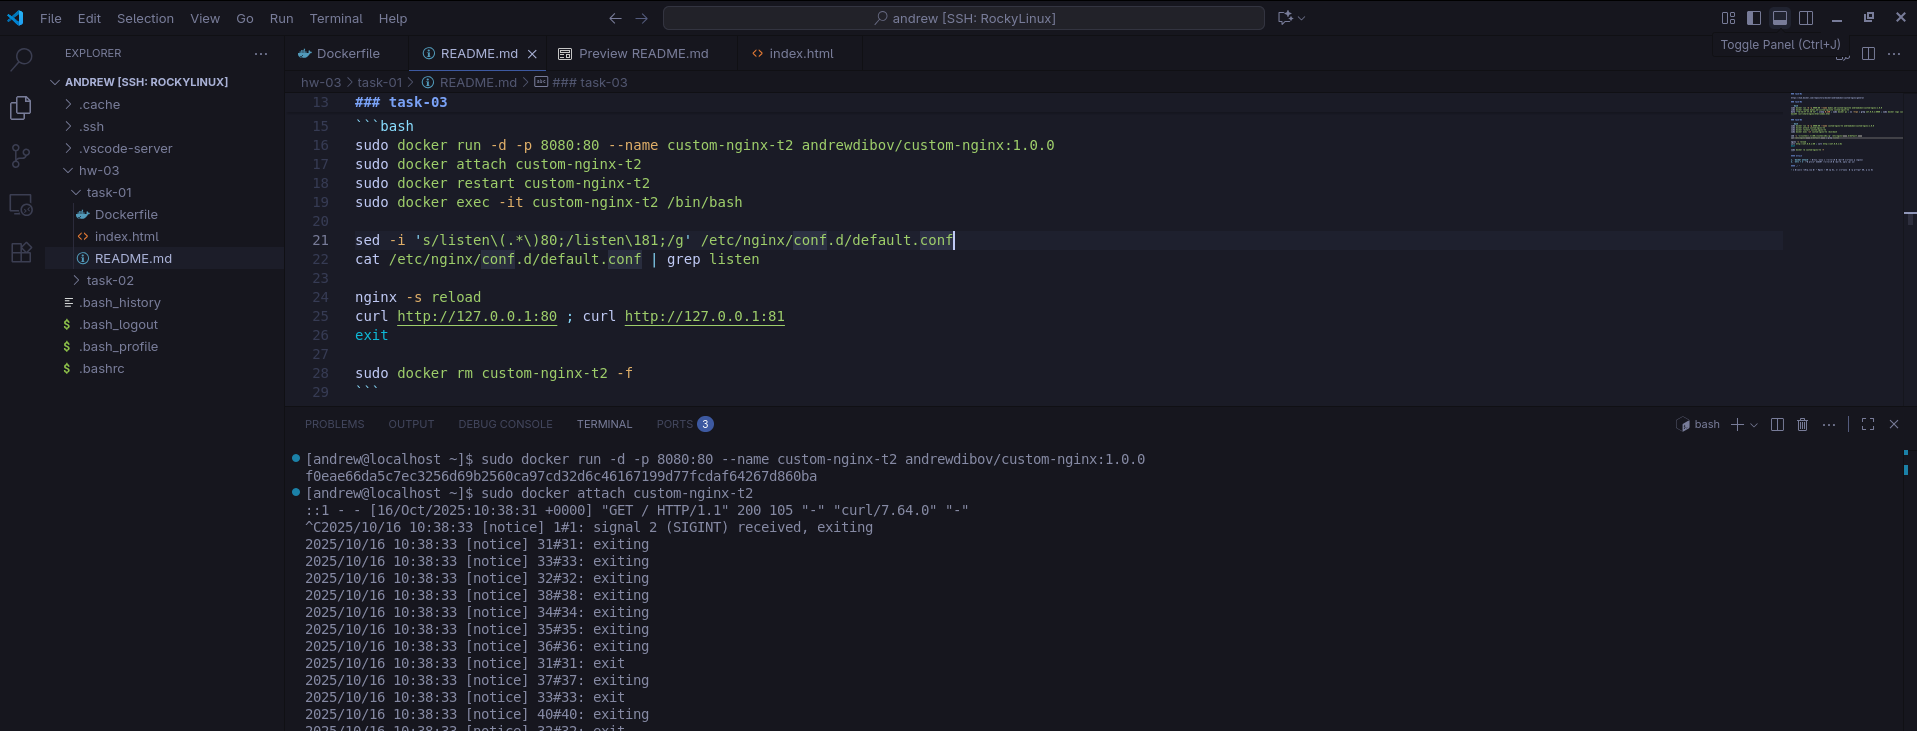 File Edit Selection View Go Run Terminal Help
andrew [SSH: RockyLinux]
EXPLORER
Dockerfile
README.md
Preview README.md
index.html
Toggle Panel (Ctrl+J)
ANDREW [SSH: ROCKYLINUX]
.cache
.ssh
.vscode-server
hw-03
task-01
Dockerfile
index.html
README.md
task-02
.bash_history
.bash_logout
.bash_profile
.bashrc
hw-03 > task-01 > README.md > ### task-03
13 ### task-03
15 ```bash
16 sudo docker run -d -p 8080:80 --name custom-nginx-t2 andrewdibov/custom-nginx:1.0.0
17 sudo docker attach custom-nginx-t2
18 sudo docker restart custom-nginx-t2
19 sudo docker exec -it custom-nginx-t2 /bin/bash
20
21 sed -i 's/listen\(.*\)80;/listen\181;/g' /etc/nginx/conf.d/default.conf
22 cat /etc/nginx/conf.d/default.conf | grep listen
23
24 nginx -s reload
25 curl http://127.0.0.1:80 ; curl http://127.0.0.1:81
26 exit
27
28 sudo docker rm custom-nginx-t2 -f
29 ```
PROBLEMS OUTPUT DEBUG CONSOLE TERMINAL PORTS 3
bash
[andrew@localhost ~]$ sudo docker run -d -p 8080:80 --name custom-nginx-t2 andrewdibov/custom-nginx:1.0.0
f0eae66da5c7ec3256d69b2560ca97cd32d6c46167199d77fcdaf64267d860ba
[andrew@localhost ~]$ sudo docker attach custom-nginx-t2
::1 - - [16/Oct/2025:10:38:31 +0000] "GET / HTTP/1.1" 200 105 "-" "curl/7.64.0" "-"
^C2025/10/16 10:38:33 [notice] 1#1: signal 2 (SIGINT) received, exiting
2025/10/16 10:38:33 [notice] 31#31: exiting
2025/10/16 10:38:33 [notice] 33#33: exiting
2025/10/16 10:38:33 [notice] 32#32: exiting
2025/10/16 10:38:33 [notice] 38#38: exiting
2025/10/16 10:38:33 [notice] 34#34: exiting
2025/10/16 10:38:33 [notice] 35#35: exiting
2025/10/16 10:38:33 [notice] 36#36: exiting
2025/10/16 10:38:33 [notice] 31#31: exit
2025/10/16 10:38:33 [notice] 37#37: exiting
2025/10/16 10:38:33 [notice] 33#33: exit
2025/10/16 10:38:33 [notice] 40#40: exiting
2025/10/16 10:38:33 [notice] 32#32: exit